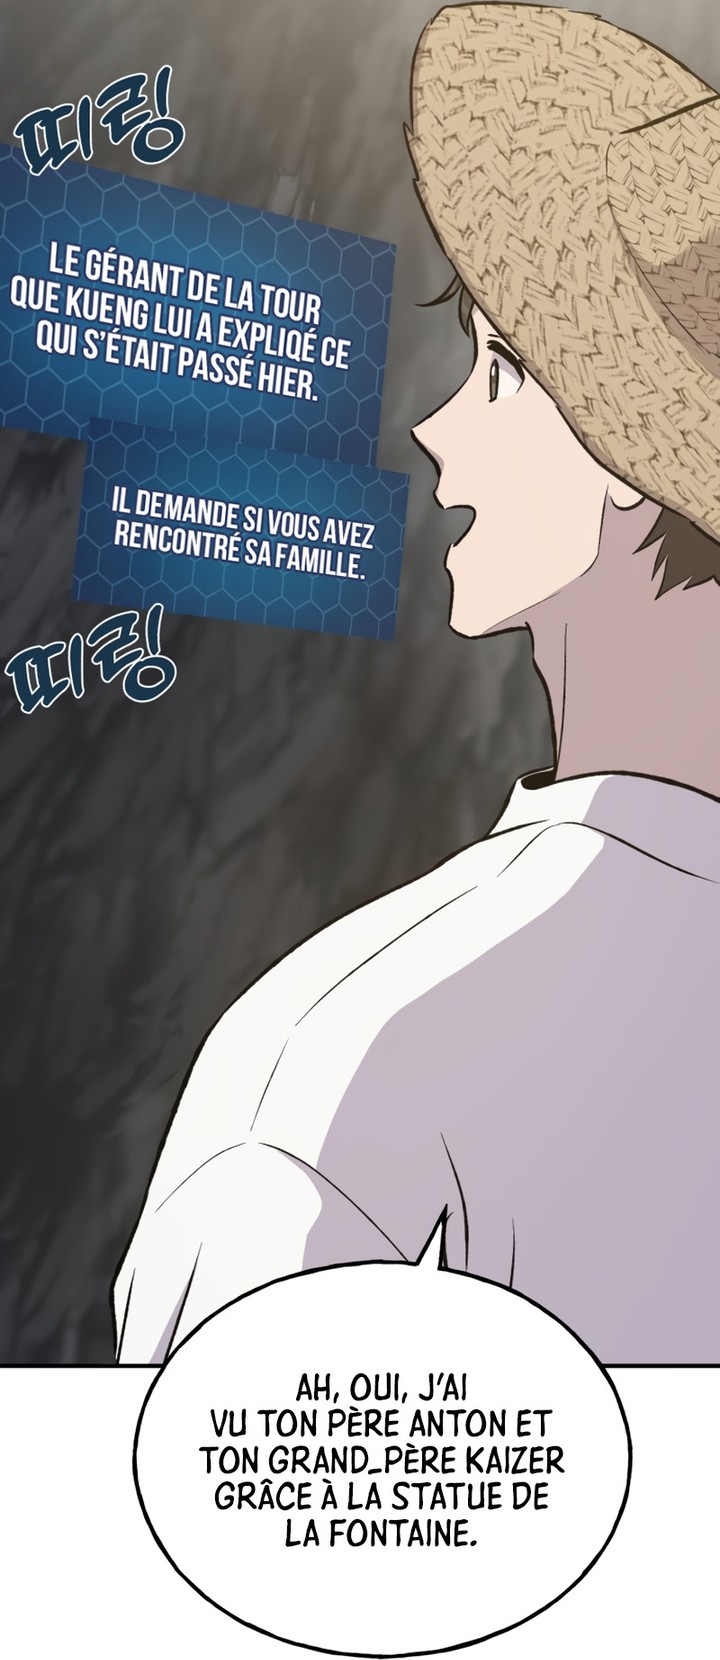 띠링
LE GÉRANT DE LA TOUR
QUE KUENG LUI A EXPLIQÉ CE
QUI S'ÉTAIT PASSÉ HIER.
IL DEMANDE SI VOUS AVEZ
RENCONTRÉ SA FAMILLE.
띠링
AH, OUI, J'AI
VU TON PÈRE ANTON ET
TON GRAND_PÈRE KAIZER
GRÂCE À LA STATUE DE
LA FONTAINE.